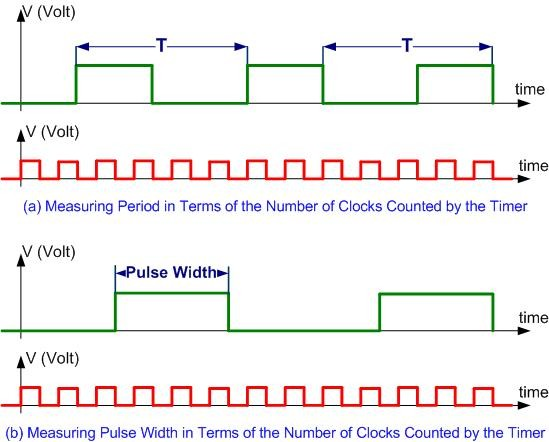 V (Volt)
T
T
time
V (Volt)
time
(a) Measuring Period in Terms of the Number of Clocks Counted by the Timer
V (Volt)
Pulse Width
time
V (Volt)
time
(b) Measuring Pulse Width in Terms of the Number of Clocks Counted by the Timer